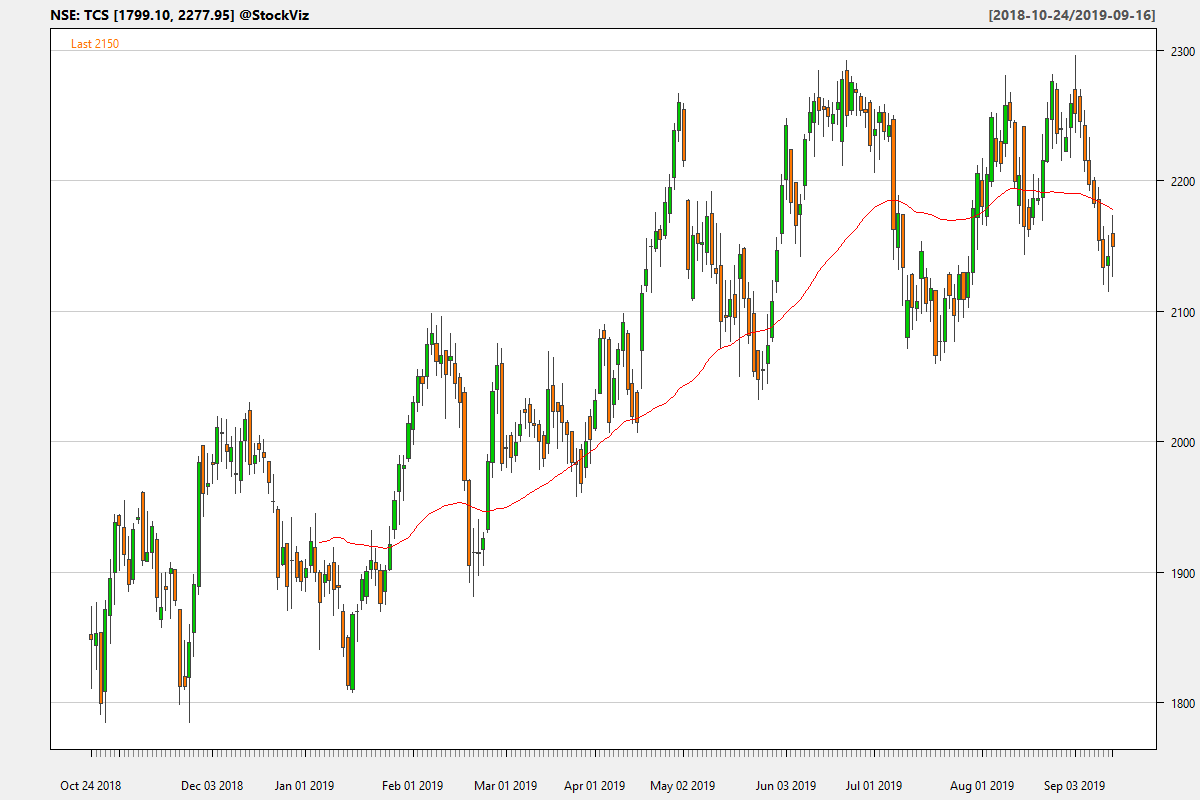 NSE: TCS [1799.10, 2277.95] @StockViz [2018-10-24/2019-09-16]
Last 2150
2300
2200
2100
2000
1900
1800
Oct 24 2018 Dec 03 2018 Jan 01 2019 Feb 01 2019 Mar 01 2019 Apr 01 2019 May 02 2019 Jun 03 2019 Jul 01 2019 Aug 01 2019 Sep 03 2019